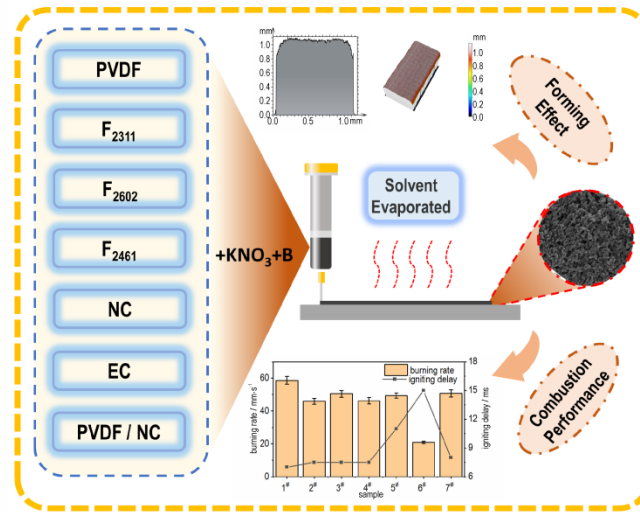 PVDF
F2311
F2602
F2461
NC
EC
PVDF / NC
+KNO3+B
mm
1.0
0.8
0.6
0.4
0.2
0.0
0.0 0.5 1.0 mm
mm
1.0
0.8
0.6
0.4
0.2
0.0
Forming
Effect
Solvent
Evaporated
Combustion
Performance
burning rate
igniting delay
burning rate / mm·s-1
60
40
20
0
igniting delay / ms
18
15
12
9
6
1# 2# 3# 4# 5# 6# 7#
sample